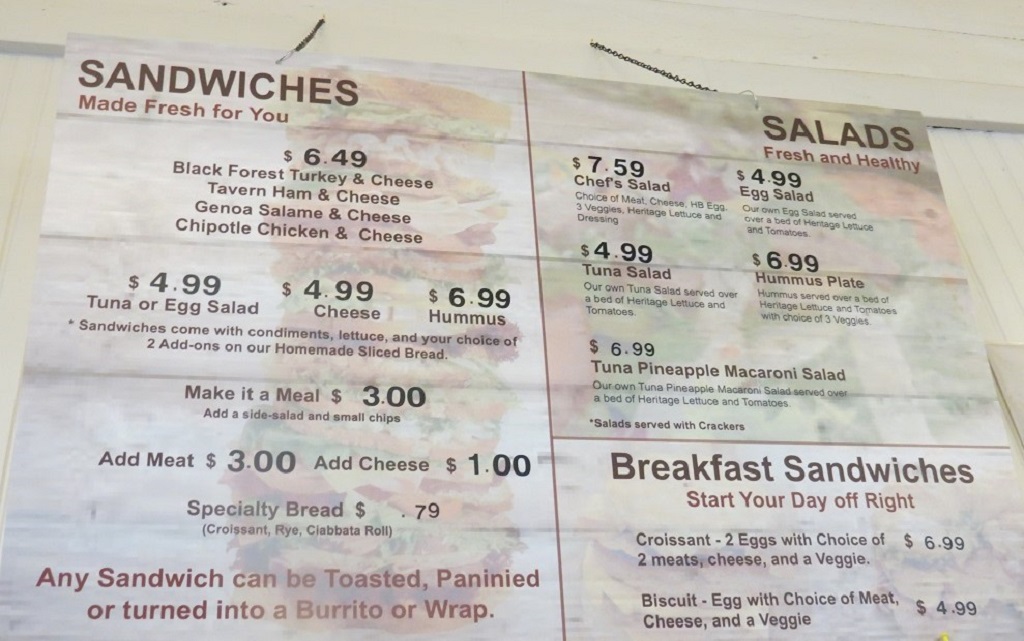 SANDWICHES
Made Fresh for You
$ 6.49
Black Forest Turkey & Cheese
Tavern Ham & Cheese
Genoa Salame & Cheese
Chipotle Chicken & Cheese
$ 4.99
Tuna or Egg Salad
$ 4.99
Cheese
$ 6.99
Hummus
* Sandwiches come with condiments, lettuce, and your choice of
2 Add-ons on our Homemade Sliced Bread.
Make it a Meal $ 3.00
Add a side-salad and small chips
Add Meat $ 3.00 Add Cheese $ 1.00
Specialty Bread $ .79
(Croissant, Rye, Ciabbata Roll)
Any Sandwich can be Toasted, Paninied
or turned into a Burrito or Wrap.
SALADS
Fresh and Healthy
$ 7.59
Chef's Salad
Choice of Meat, Cheese, HB Egg,
3 Veggies, Heritage Lettuce and
Dressing
$ 4.99
Egg Salad
Our own Egg Salad served
over a bed of Heritage Lettuce
and Tomatoes.
$ 4.99
Tuna Salad
Our own Tuna Salad served over
a bed of Heritage Lettuce and
Tomatoes.
$ 6.99
Hummus Plate
Hummus served over a bed of
Heritage Lettuce and Tomatoes
with choice of 3 Veggies.
$ 6.99
Tuna Pineapple Macaroni Salad
Our own Tuna Pineapple Macaroni Salad served over
a bed of Heritage Lettuce and Tomatoes.
*Salads served with Crackers
Breakfast Sandwiches
Start Your Day off Right
Croissant - 2 Eggs with Choice of $ 6.99
2 meats, cheese, and a Veggie.
Biscuit - Egg with Choice of Meat, $ 4.99
Cheese, and a Veggie